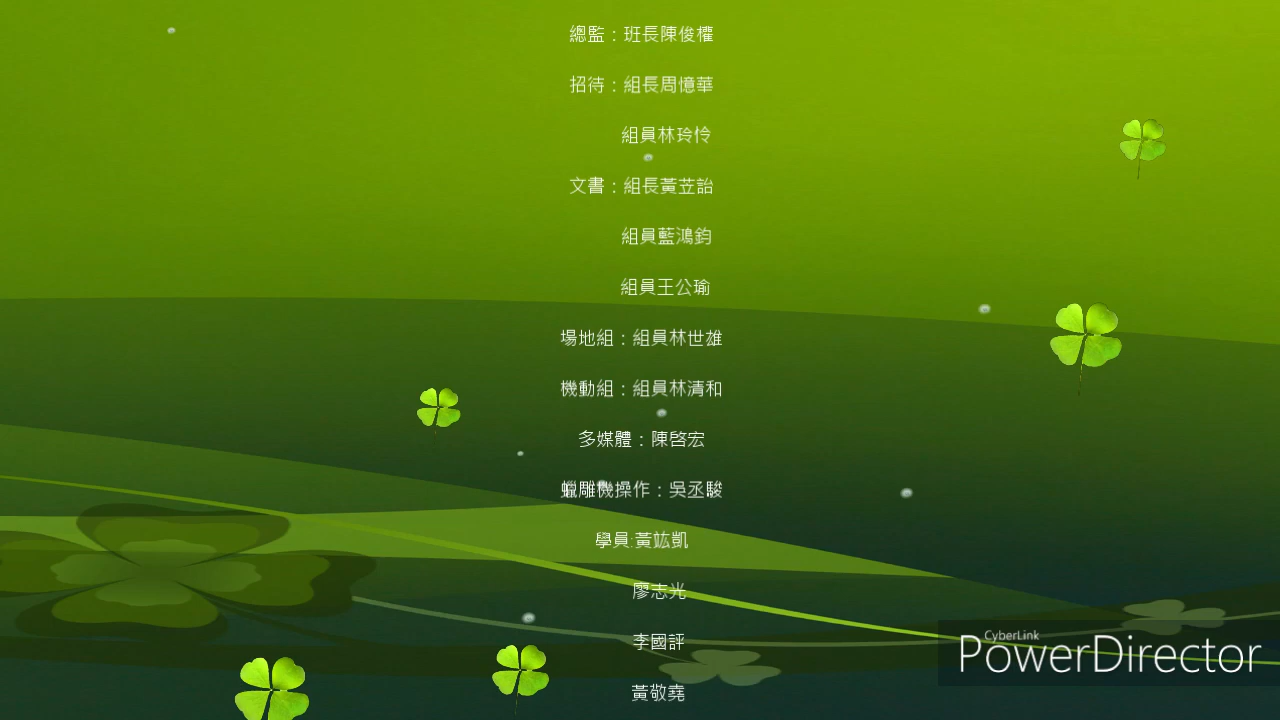 總監：班長陳俊欋
招待：組長周憶華
組員林玲怜
文書：組長黃苙詒
組員藍鴻鈞
組員王公瑜
場地組：組員林世雄
機動組：組員林清和
多媒體：陳啓宏
蠟雕機操作：吳丞駿
學員:黃竑凱
廖志光
李國評
黃敬堯
CyberLink
PowerDirector